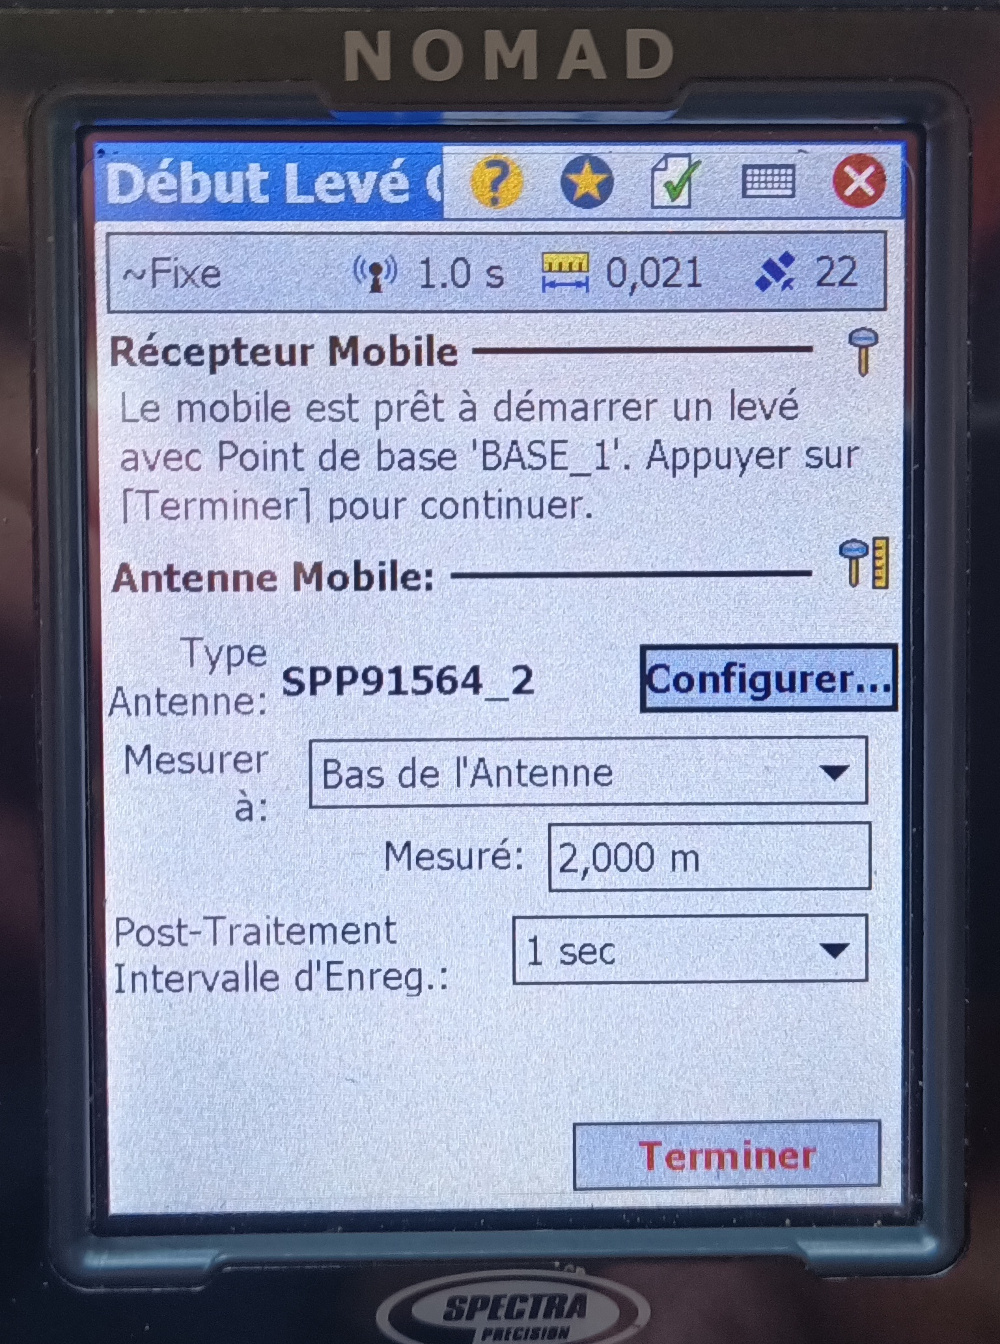 NOMAD
Début Levé
~Fixe 1.0 s 0,021 22
Récepteur Mobile
Le mobile est prêt à démarrer un levé
avec Point de base 'BASE_1'. Appuyer sur
[Terminer] pour continuer.
Antenne Mobile:
Type
Antenne: SPP91564_2 Configurer...
Mesurer
à: Bas de l'Antenne
Mesuré: 2,000 m
Post-Traitement
Intervalle d'Enreg.: 1 sec
Terminer
SPECTRA
PRECISION